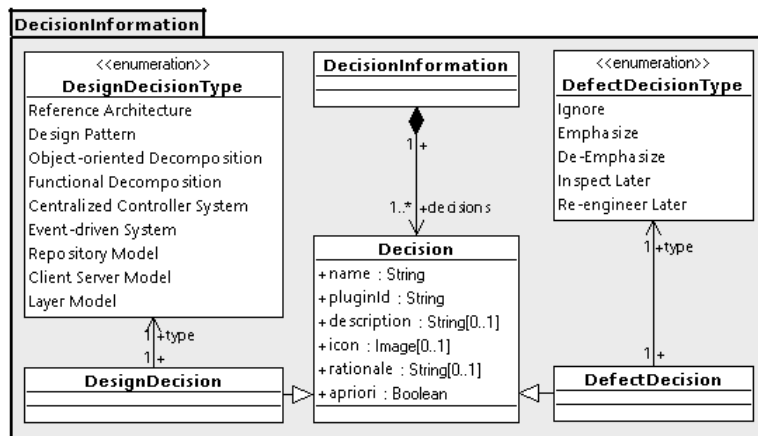 DecisionInformation
<<enumeration>>
DesignDecisionType
Reference Architecture
Design Pattern
Object-oriented Decomposition
Functional Decomposition
Centralized Controller System
Event-driven System
Repository Model
Client Server Model
Layer Model
1 +type
1 +
DesignDecision
DecisionInformation
1 +
1..* +decisions
Decision
+ name : String
+ pluginId : String
+ description : String[0..1]
+ icon : Image[0..1]
+ rationale : String[0..1]
+ apriori : Boolean
<<enumeration>>
DefectDecisionType
Ignore
Emphasize
De-Emphasize
Inspect Later
Re-engineer Later
1 +type
1 +
DefectDecision